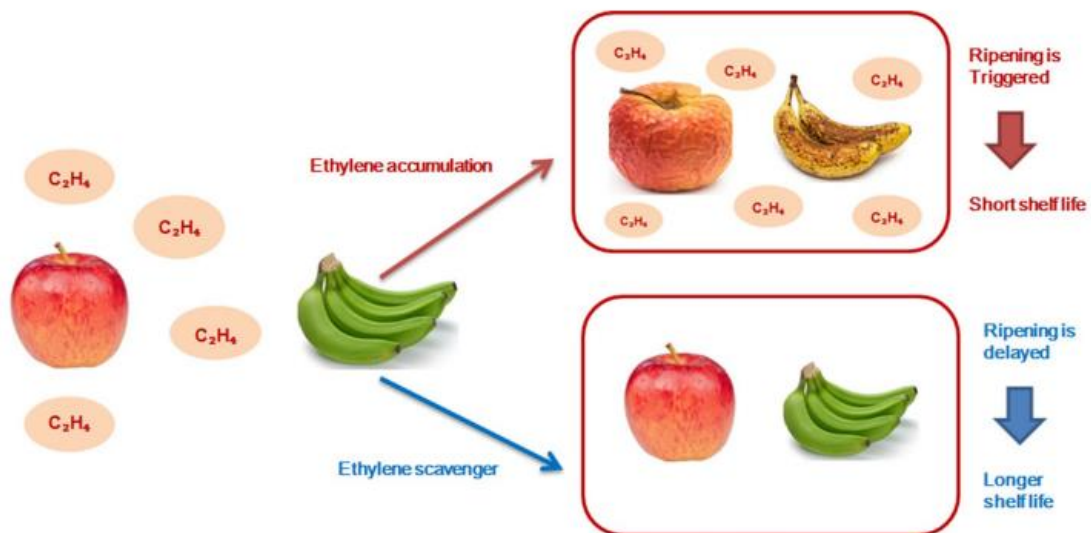 C₂H₄
C₂H₄
C₂H₄
C₂H₄
Ethylene accumulation
Ethylene scavenger
C₂H₄
C₂H₄
C₂H₄
C₂H₄
C₂H₄
C₂H₄
Ripening is
Triggered
Short shelf life
Ripening is
delayed
Longer
shelf life